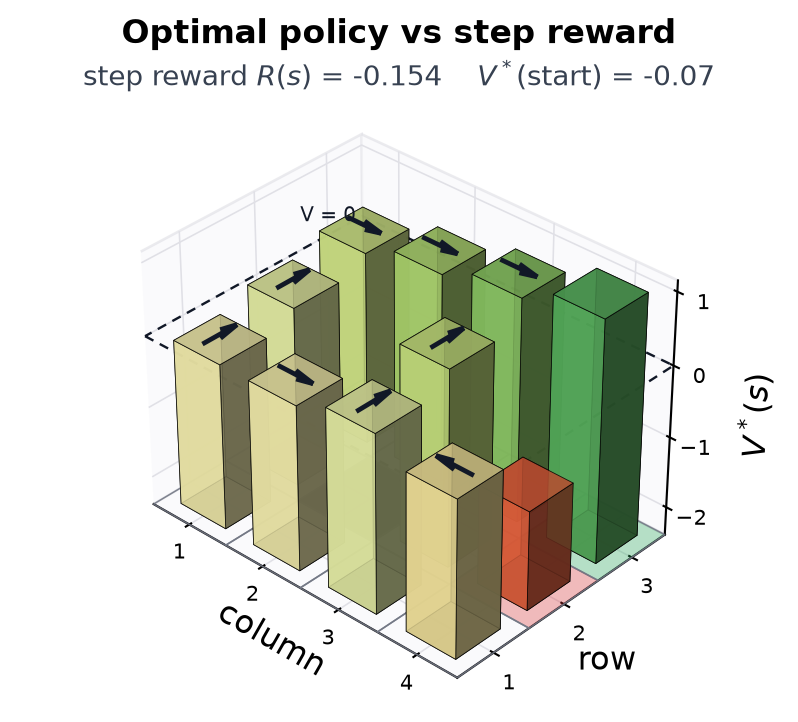 Optimal policy vs step reward
step reward R(s) = -0.154 V*(start) = -0.07
V = 0
1
0
−1
−2
V*(s)
1
2
3
4
column
1
2
3
row